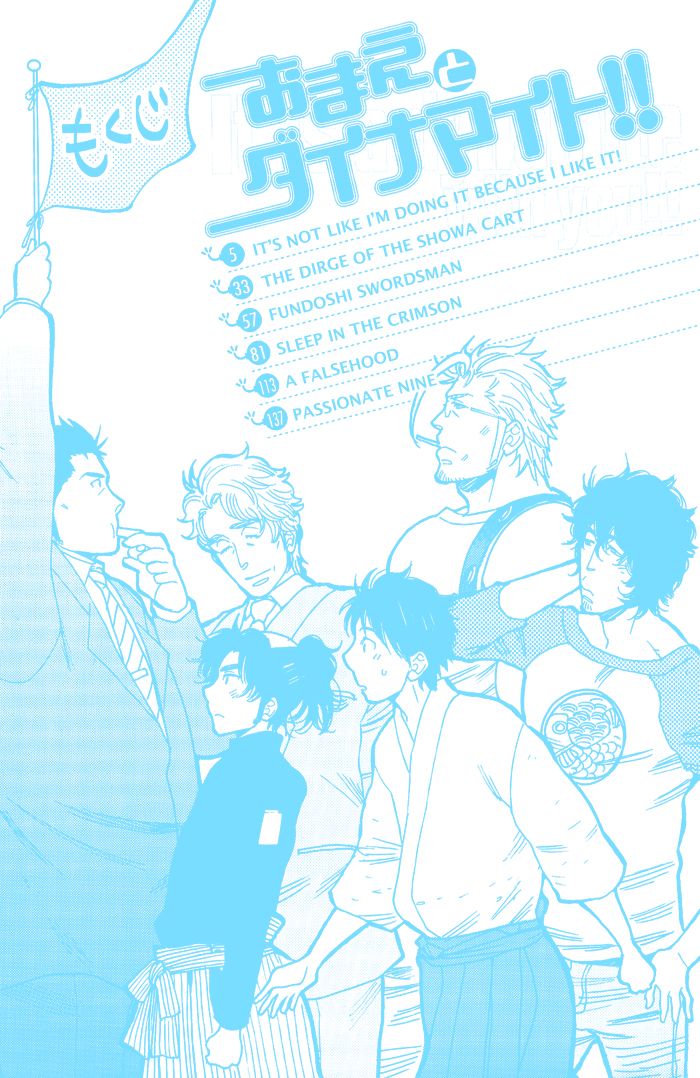 もくじ
おまえと
ダイナマイト!!
5 IT'S NOT LIKE I'M DOING IT BECAUSE I LIKE IT!
33 THE DIRGE OF THE SHOWA CART
57 FUNDOSHI SWORDSMAN
81 SLEEP IN THE CRIMSON
113 A FALSEHOOD
137 PASSIONATE NINE